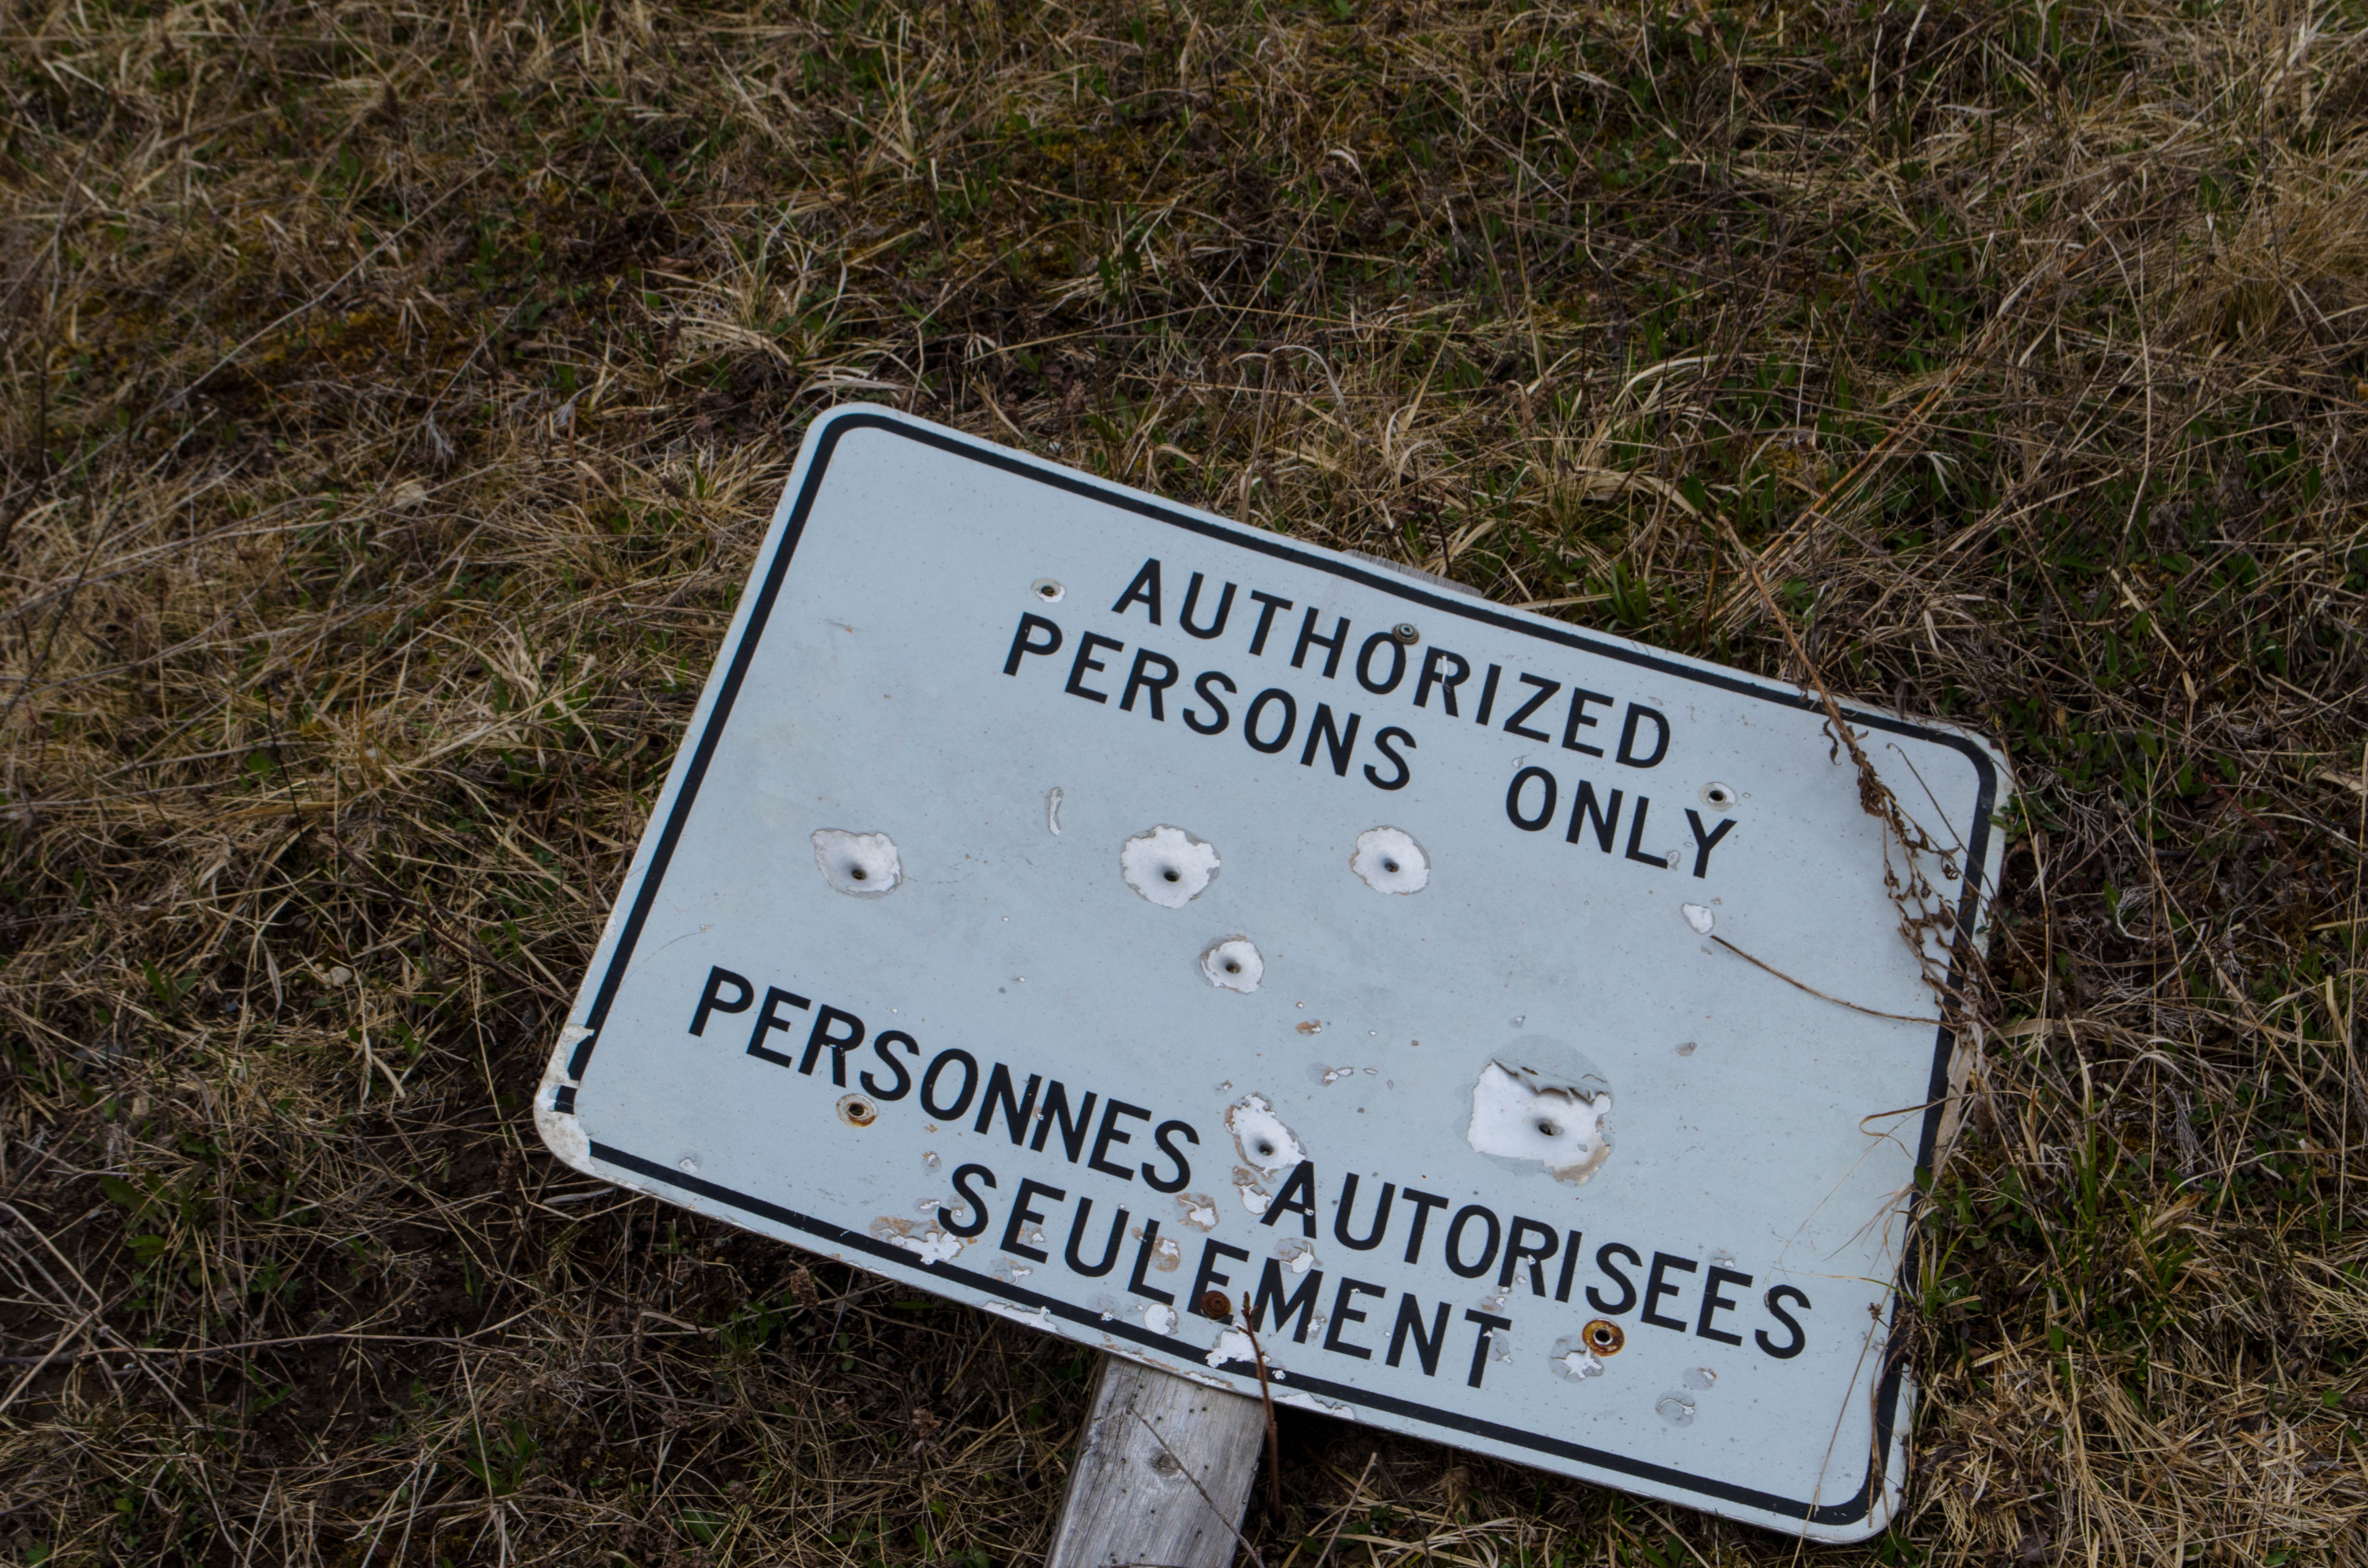 AUTHORIZED
PERSONS ONLY
PERSONNES AUTORISEES
SEULEMENT